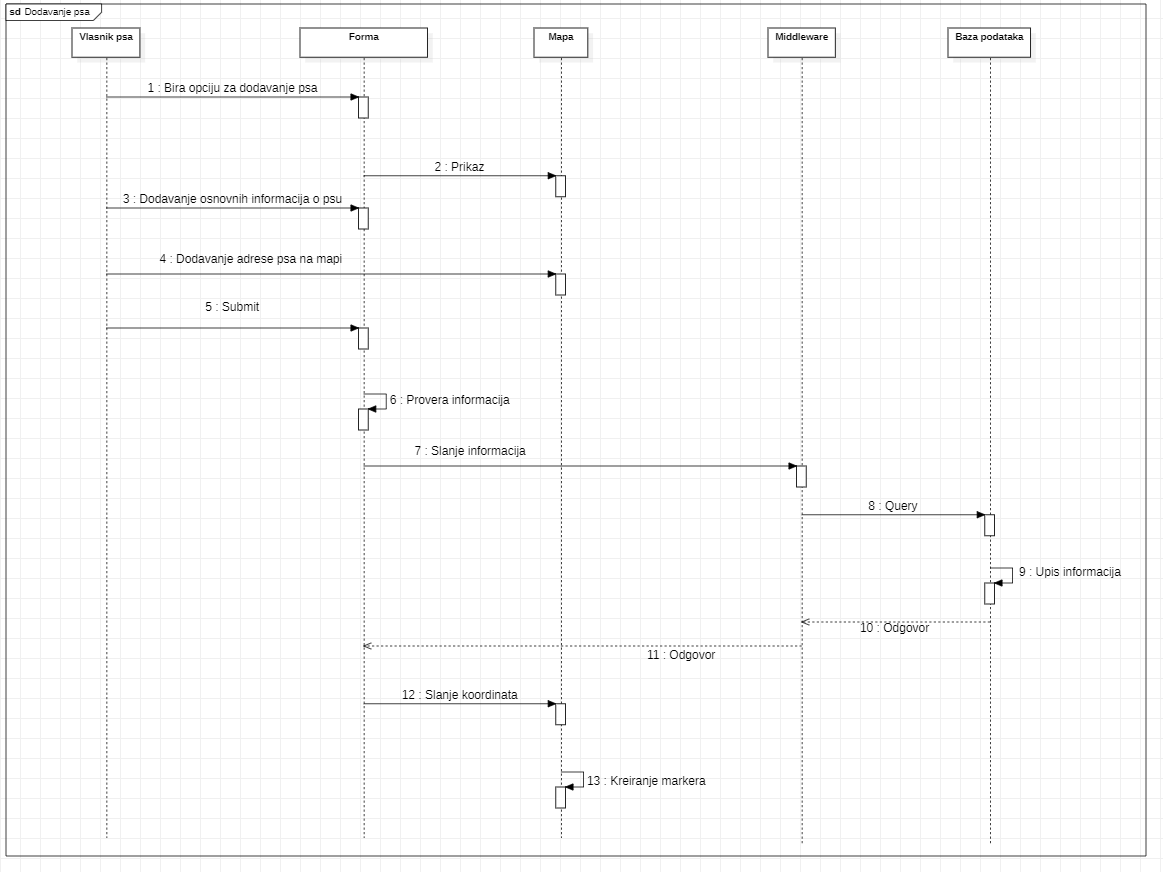 sd Dodavanje psa
Vlasnik psa
Forma
Mapa
Middleware
Baza podataka
1 : Bira opciju za dodavanje psa
2 : Prikaz
3 : Dodavanje osnovnih informacija o psu
4 : Dodavanje adrese psa na mapi
5 : Submit
6 : Provera informacija
7 : Slanje informacija
8 : Query
9 : Upis informacija
10 : Odgovor
11 : Odgovor
12 : Slanje koordinata
13 : Kreiranje markera